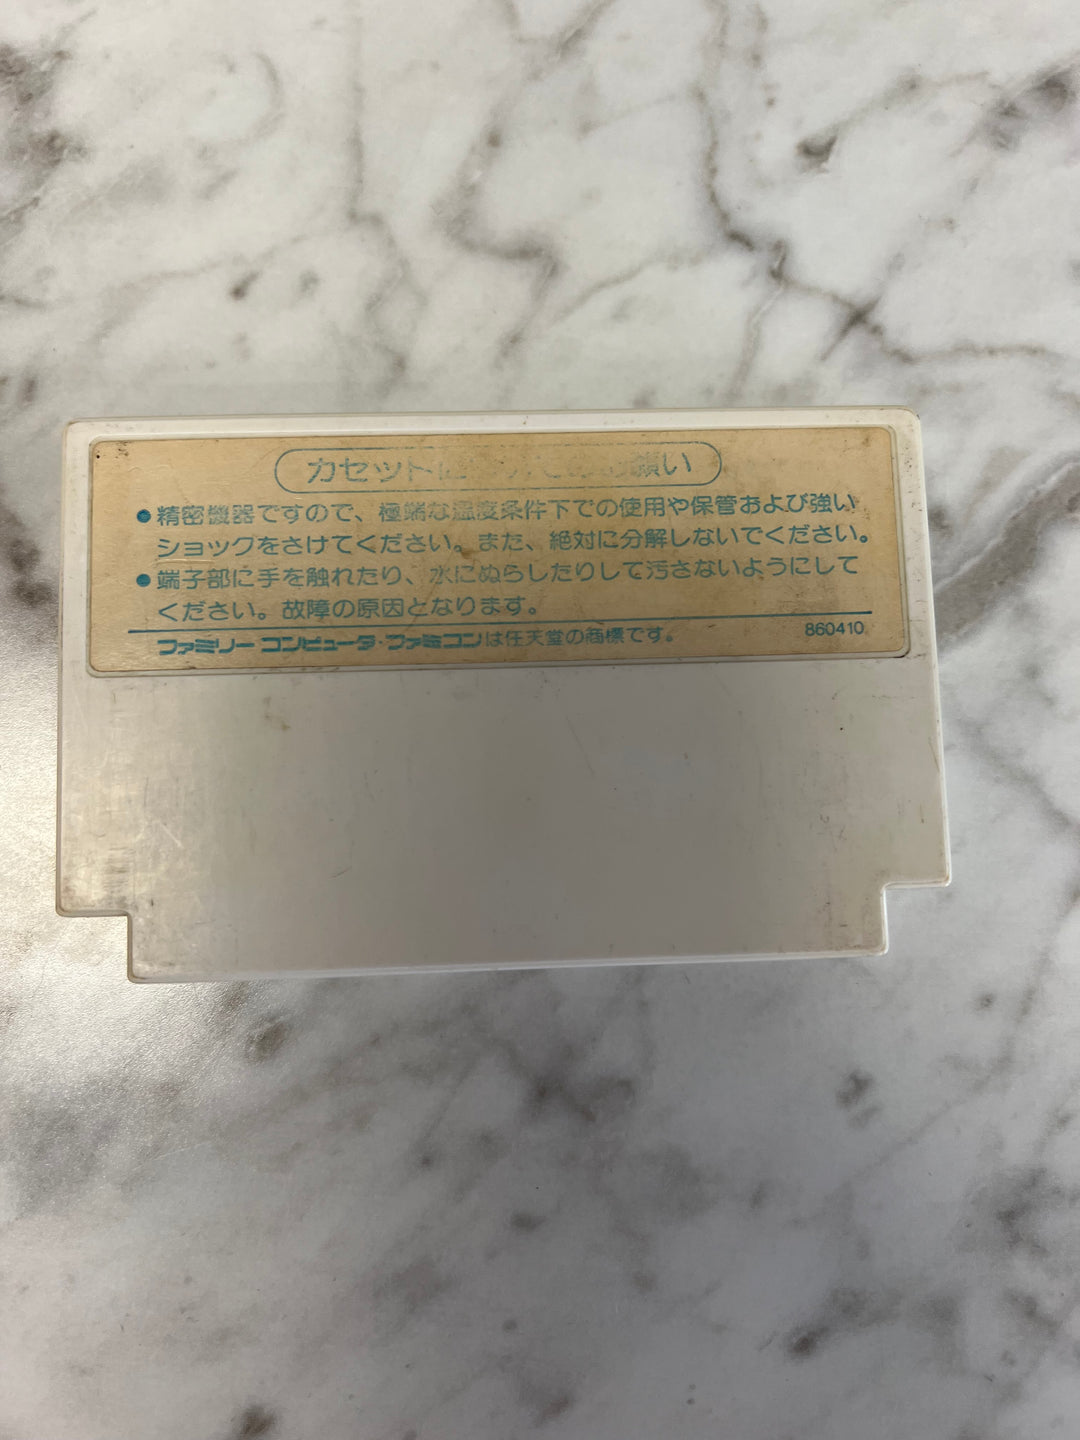 カセット 願い
●精密機器ですので、極端な温度条件下での使用や保管および強い
ショックをさけてください。また、絶対に分解しないでください。
●端子部に手を触れたり、水にぬらしたりして汚さないようにして
ください。故障の原因となります。
ファミリーコンピュータ・ファミコンは任天堂の商標です。
860410